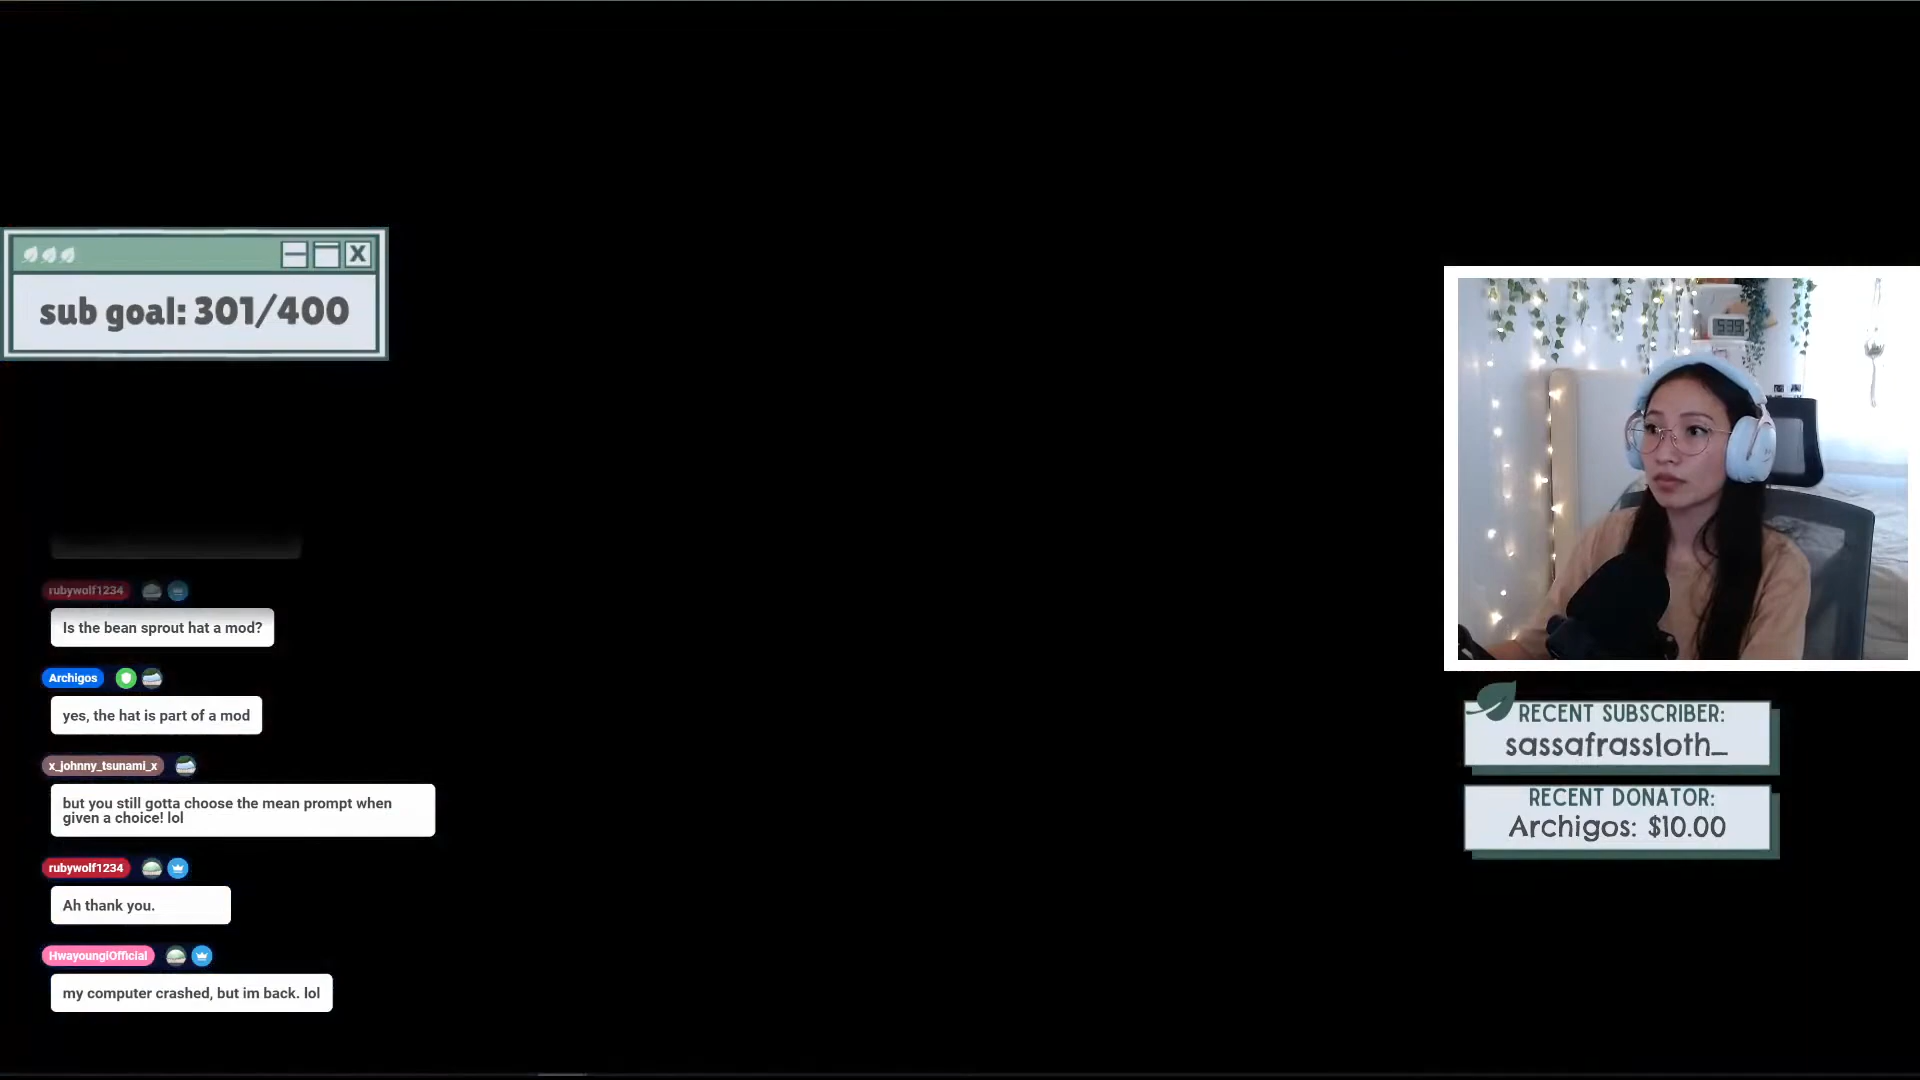 X
sub goal: 301/400
539
rubywolf1234
Is the bean sprout hat a mod?
Archigos
yes, the hat is part of a mod
x_johnny_tsunami_x
but you still gotta choose the mean prompt when
given a choice! lol
rubywolf1234
Ah thank you.
HwayoungiOfficial
my computer crashed, but im back. lol
RECENT SUBSCRIBER:
sassafrassloth_
RECENT DONATOR:
Archigos: $10.00